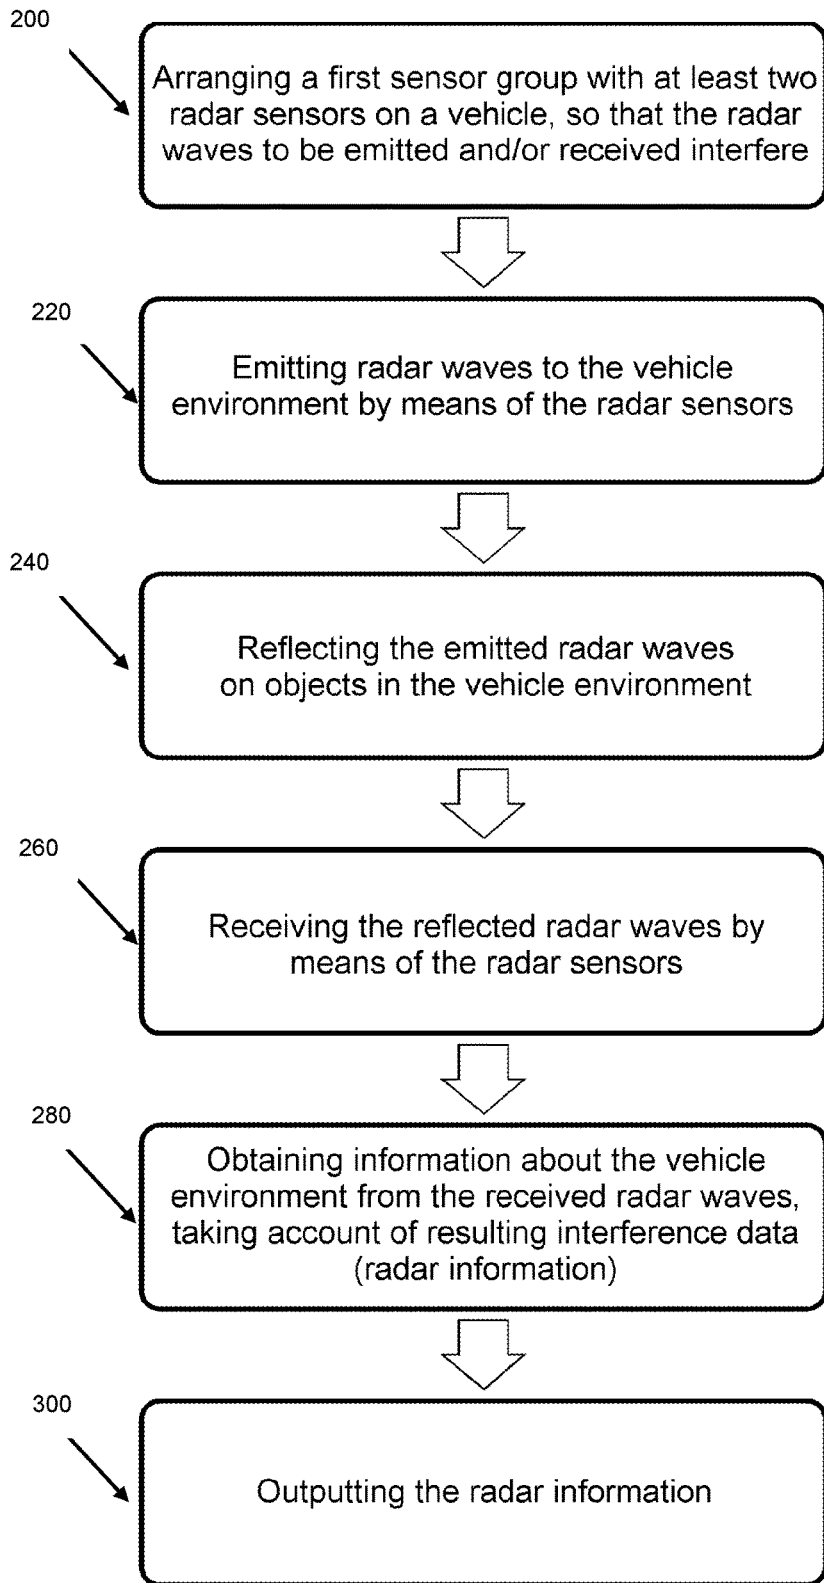 200
Arranging a first sensor group with at least two
radar sensors on a vehicle, so that the radar
waves to be emitted and/or received interfere
220
Emitting radar waves to the vehicle
environment by means of the radar sensors
240
Reflecting the emitted radar waves
on objects in the vehicle environment
260
Receiving the reflected radar waves by
means of the radar sensors
280
Obtaining information about the vehicle
environment from the received radar waves,
taking account of resulting interference data
(radar information)
300
Outputting the radar information